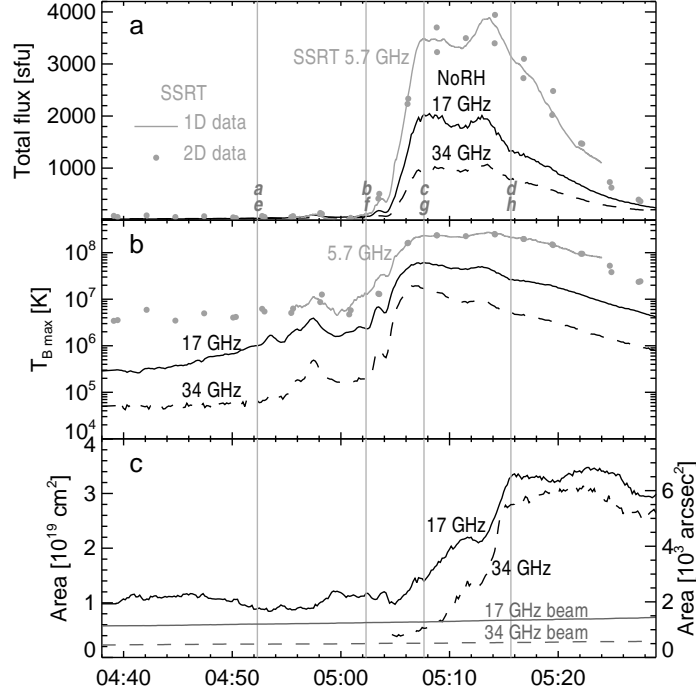 a
4000
3000
2000
1000
Total flux [sfu]
SSRT 5.7 GHz
SSRT
1D data
2D data
NoRH
17 GHz
34 GHz
a b c d
e f g h
b
10^8
10^7
10^6
10^5
10^4
T_B max [K]
5.7 GHz
17 GHz
34 GHz
c
4
3
2
1
0
Area [10^19 cm^2]
17 GHz
34 GHz
17 GHz beam
34 GHz beam
6
4
2
0
Area [10^3 arcsec^2]
04:40 04:50 05:00 05:10 05:20